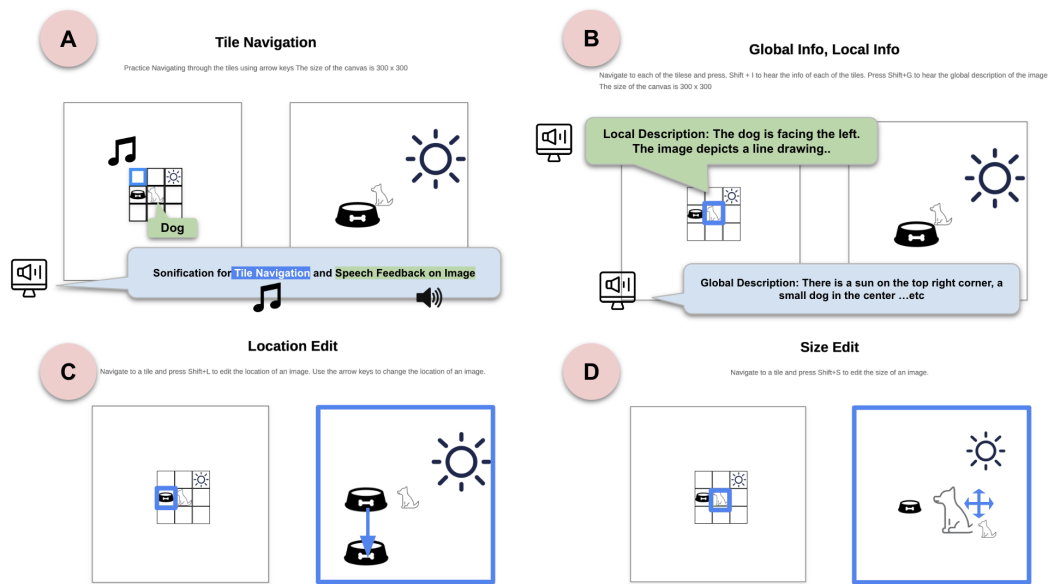 A
Tile Navigation
Practice Navigating through the tiles using arrow keys The size of the canvas is 300 x 300
Dog
Sonification for Tile Navigation and Speech Feedback on Image
B
Global Info, Local Info
Navigate to each of the tilese and press. Shift + I to hear the info of each of the tiles. Press Shift+G to hear the global description of the image
The size of the canvas is 300 x 300
Local Description: The dog is facing the left.
The image depicts a line drawing..
Global Description: There is a sun on the top right corner, a
small dog in the center ...etc
C
Location Edit
Navigate to a tile and press Shift+L to edit the location of an image. Use the arrow keys to change the location of an image.
D
Size Edit
Navigate to a tile and press Shift+S to edit the size of an image.